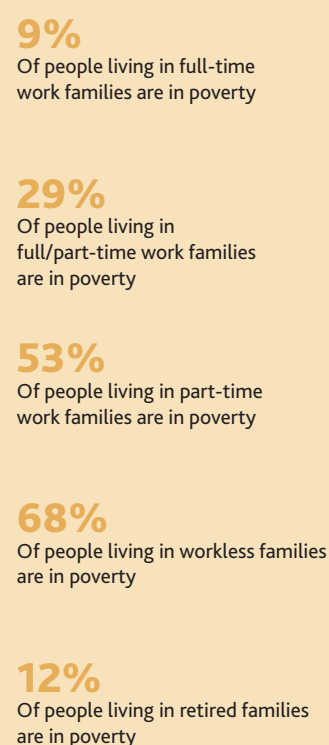 9%
Of people living in full-time
work families are in poverty
29%
Of people living in
full/part-time work families
are in poverty
53%
Of people living in part-time
work families are in poverty
68%
Of people living in workless families
are in poverty
12%
Of people living in retired families
are in poverty